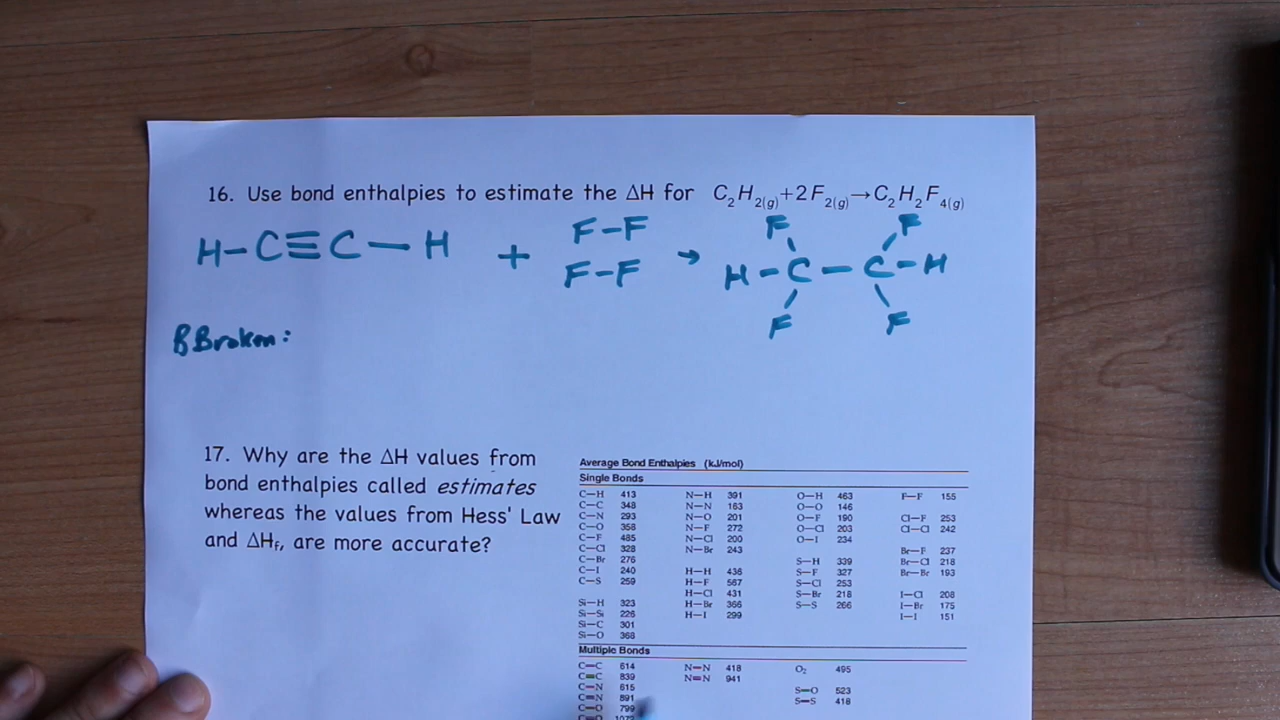 16. Use bond enthalpies to estimate the ΔH for C₂H₂₍g₎+2F₂₍g₎→C₂H₂F₄₍g₎
H−C≡C−H + F−F → F F
F−F H−C−C−H
F F
BBroken:
17. Why are the ΔH values from
bond enthalpies called estimates
whereas the values from Hess' Law
and ΔHf, are more accurate?
Average Bond Enthalpies (kJ/mol)
Single Bonds
C−H 413 N−H 391 O−H 463 F−F 155
C−C 348 N−N 163 O−O 146
C−N 293 N−O 201 O−F 190 Cl−F 253
C−O 358 N−F 272 O−Cl 203 Cl−Cl 242
C−F 485 N−Cl 200 O−I 234
C−Cl 328 N−Br 243 Br−F 237
C−Br 276 S−H 339 Br−Cl 218
C−I 240 H−H 436 S−F 327 Br−Br 193
C−S 259 H−F 567 S−Cl 253
H−Cl 431 S−Br 218 I−Cl 208
Si−H 323 H−Br 366 S−S 266 I−Br 175
Si−Si 226 H−I 299 I−I 151
Si−C 301
Si−O 368
Multiple Bonds
C=C 614 N=N 418 O₂ 495
C≡C 839 N≡N 941
C=N 615 S=O 523
C≡N 891 S=S 418
C=O 799